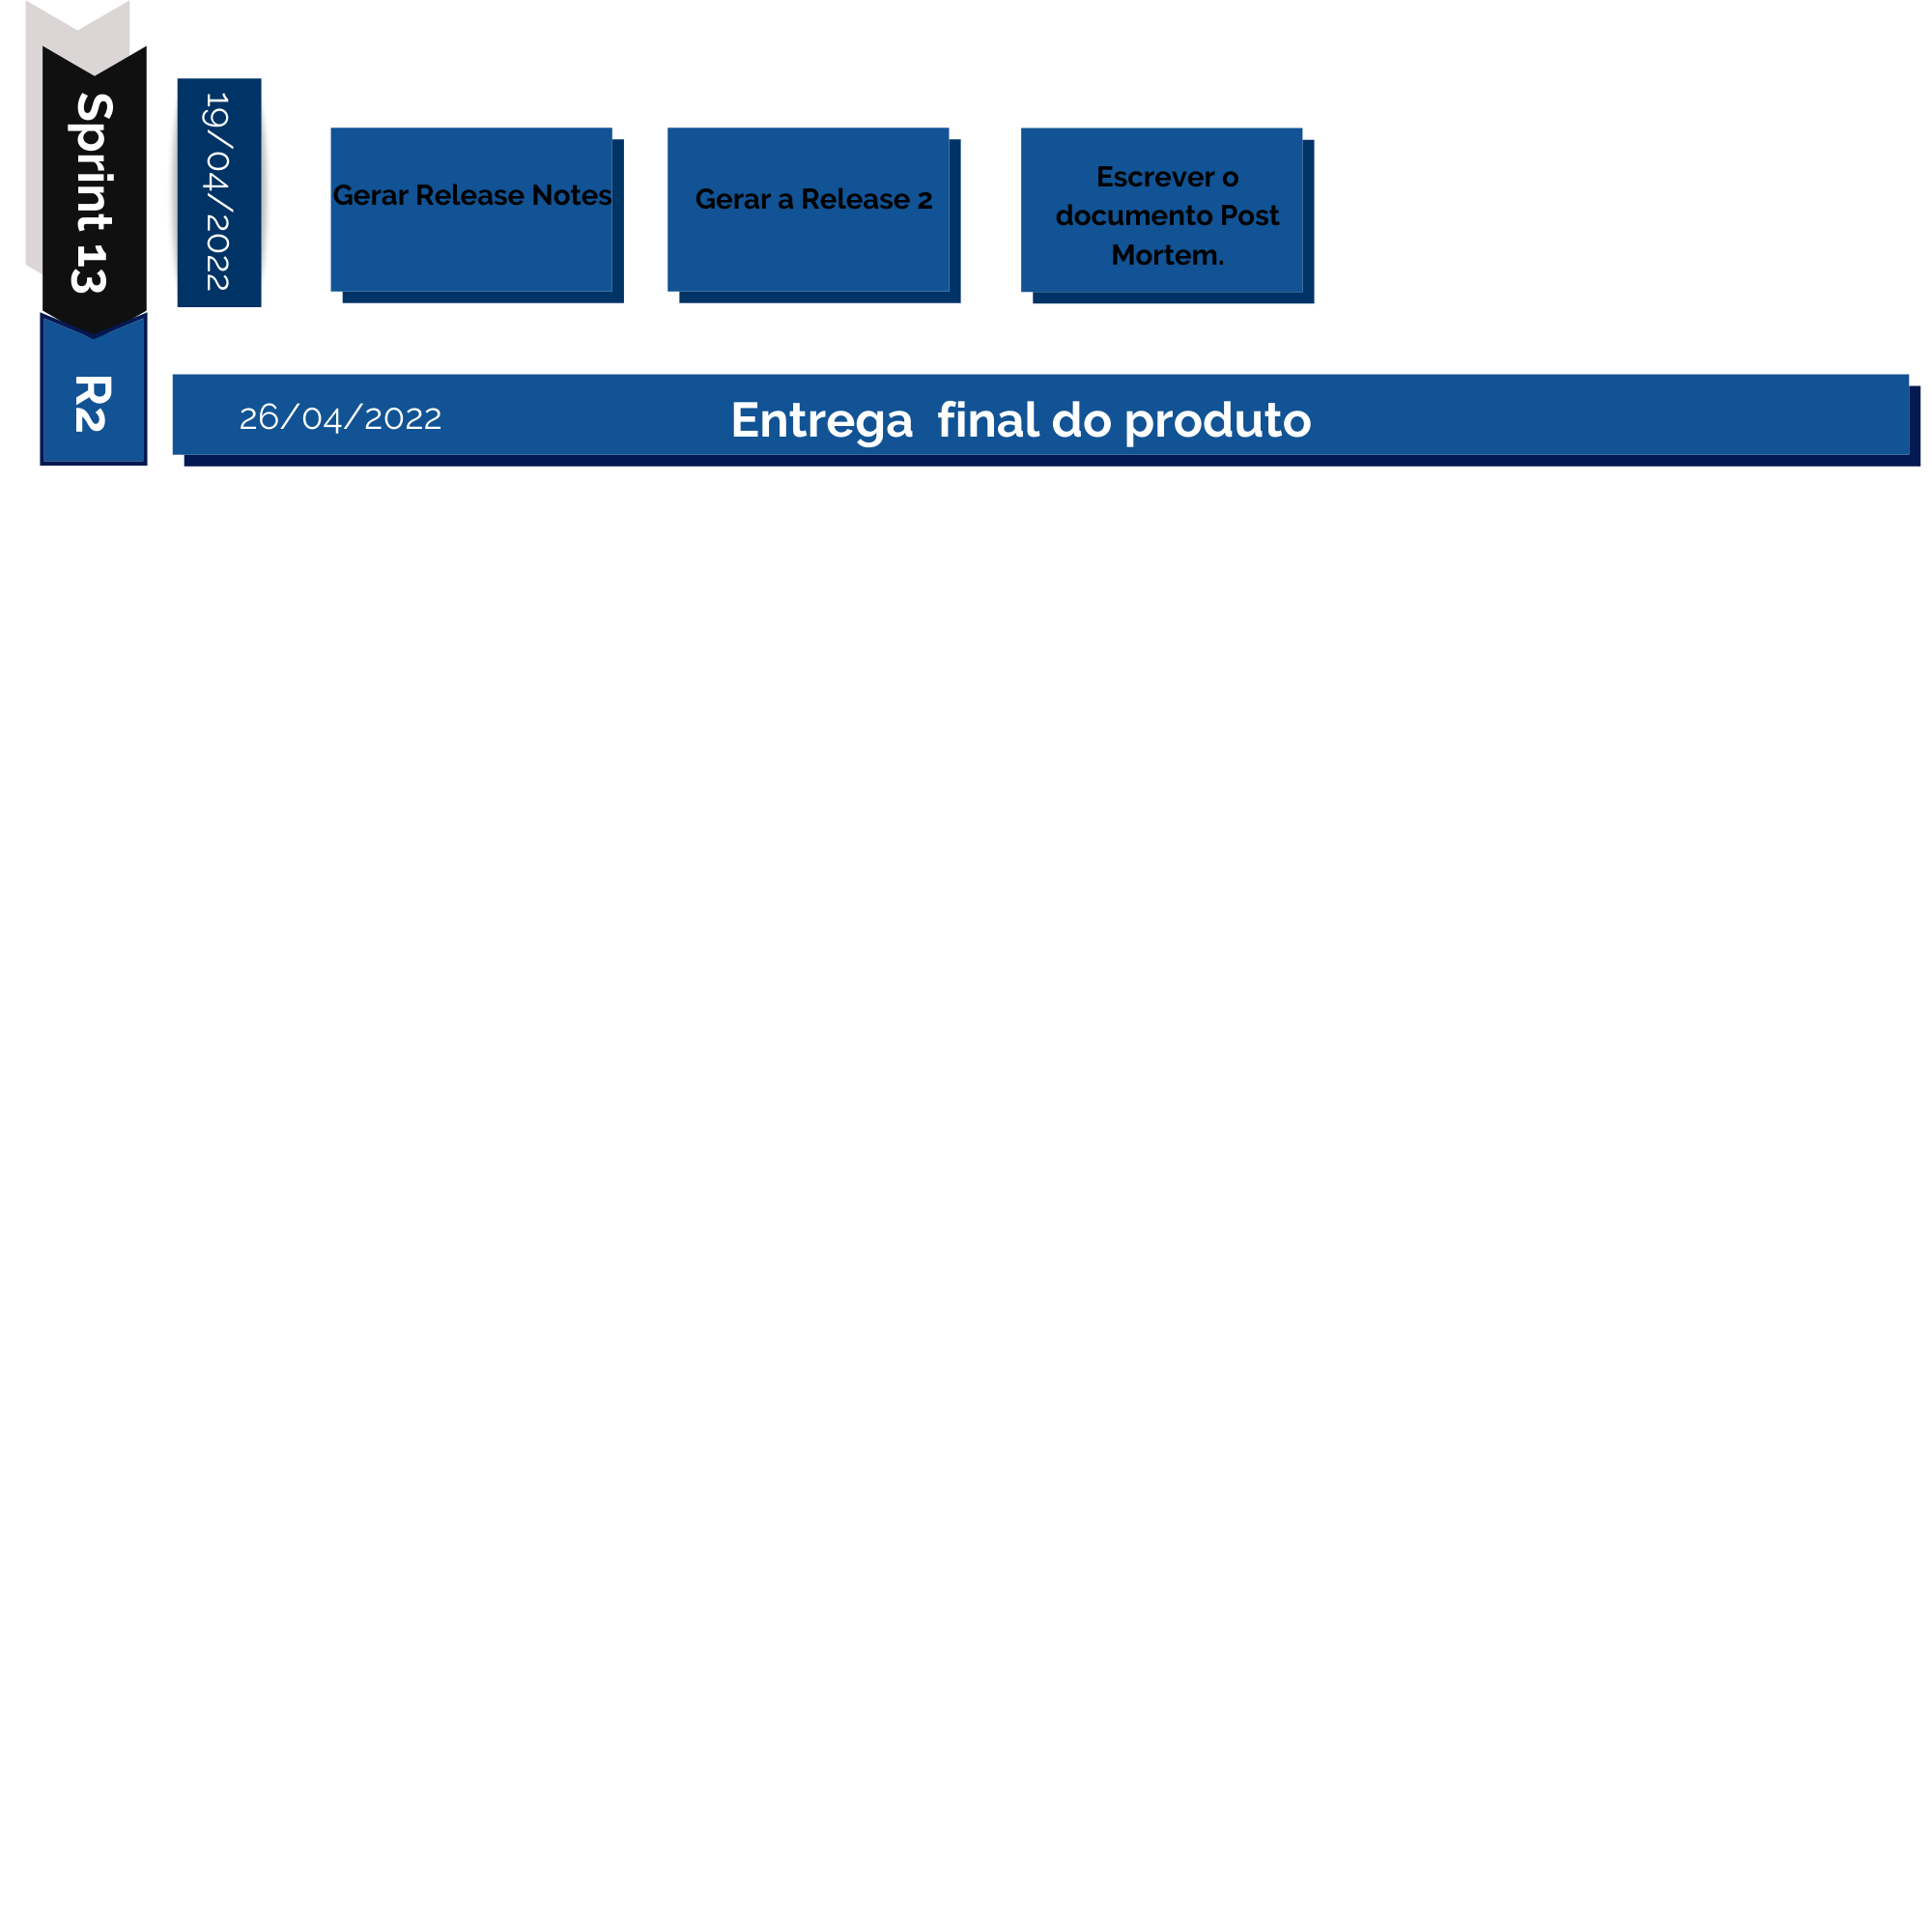 Sprint 13
19/04/2022
Gerar Release Notes
Gerar a Release 2
Escrever o
documento Post
Mortem.
R2
26/04/2022
Entrega  final do produto